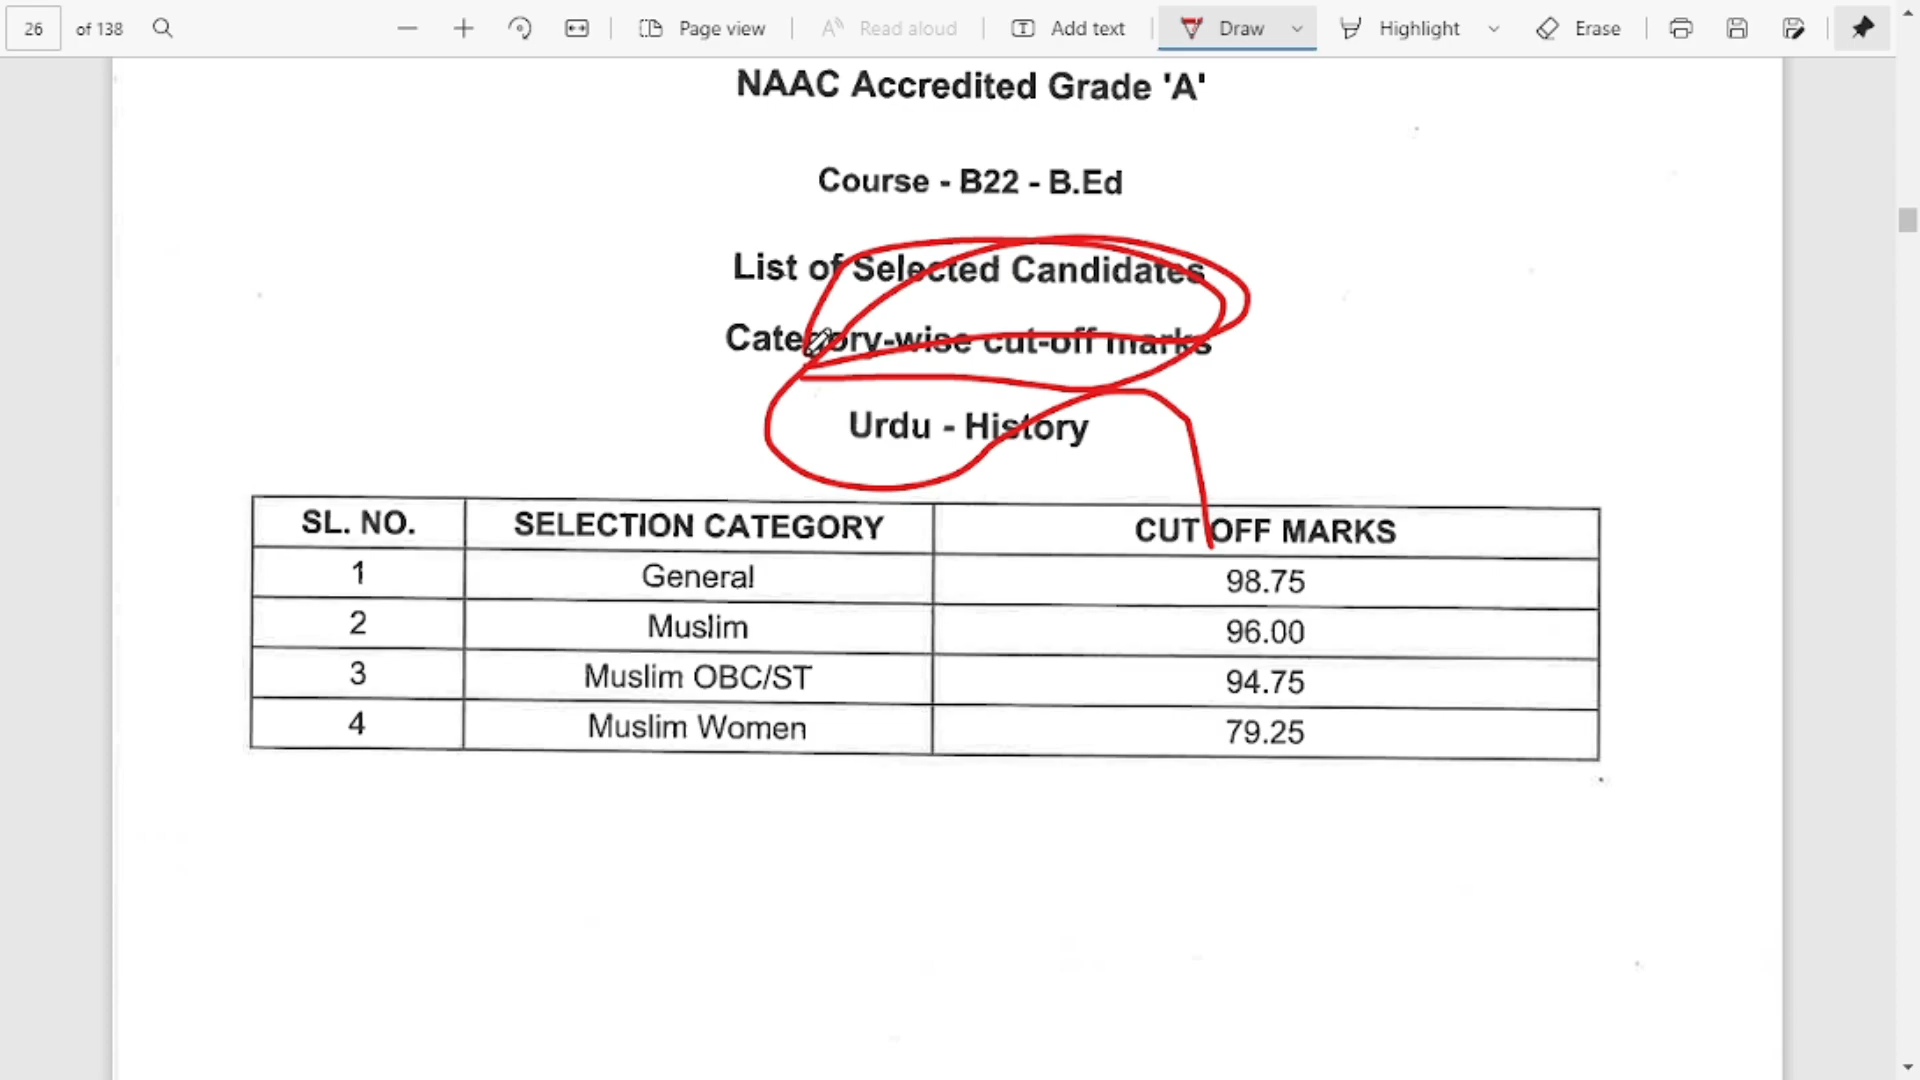 26 of 138 Page view Read aloud Add text Draw Highlight Erase
NAAC Accredited Grade 'A'
Course - B22 - B.Ed
List of Selected Candidates
Category-wise cut-off marks
Urdu - History
SL. NO. SELECTION CATEGORY CUT OFF MARKS
1 General 98.75
2 Muslim 96.00
3 Muslim OBC/ST 94.75
4 Muslim Women 79.25